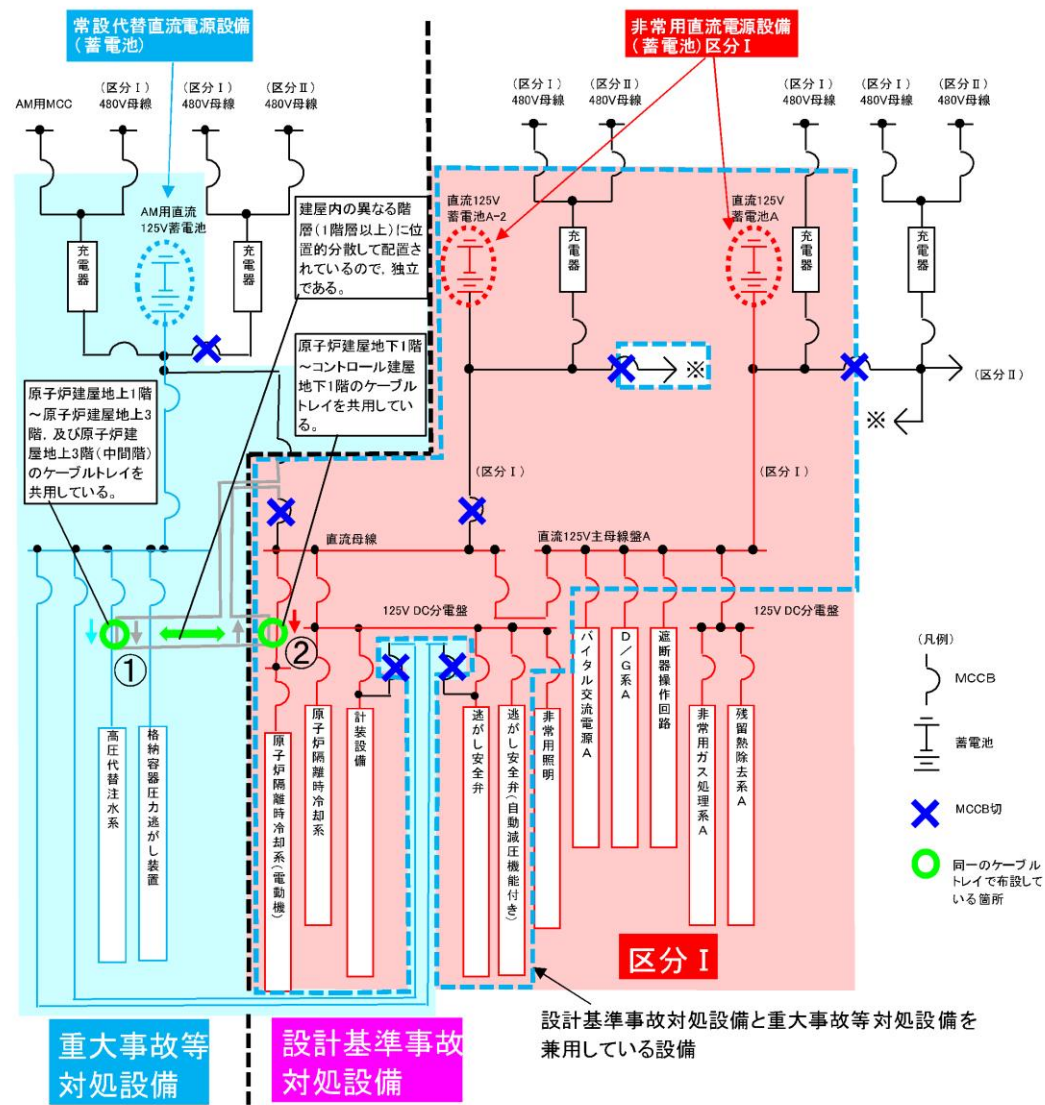 常設代替直流電源設備
(蓄電池)
非常用直流電源設備
(蓄電池)区分Ⅰ
AM用MCC
(区分Ⅰ)
480V母線
(区分Ⅰ)
480V母線
(区分Ⅱ)
480V母線
(区分Ⅰ)
480V母線
(区分Ⅱ)
480V母線
(区分Ⅰ)
480V母線
(区分Ⅰ)
480V母線
(区分Ⅱ)
480V母線
AM用直流
125V蓄電池
充電器
充電器
建屋内の異なる階
層(1階層以上)に位
置的分散して配置さ
れているので,独立
である。
直流125V
蓄電池A-2
充電器
直流125V
蓄電池A
充電器
充電器
原子炉建屋地下1階
~コントロール建屋
地下1階のケーブル
トレイを共用してい
る。
原子炉建屋地上1階
~原子炉建屋地上3
階,及び原子炉建
屋地上3階(中間階)
のケーブルトレイを
共用している。
※
(区分Ⅱ)
※
(区分Ⅰ)
(区分Ⅰ)
直流母線
直流125V主母線盤A
125V DC分電盤
125V DC分電盤
①
②
高圧代替注水系
格納容器圧力逃がし装置
原子炉隔離時冷却系(電動機)
原子炉隔離時冷却系
計装設備
逃がし安全弁
逃がし安全弁(自動減圧機能付き)
非常用照明
バイタル交流電源A
D/G系A
遮断器操作回路
非常用ガス処理系A
残留熱除去系A
(凡例)
MCCB
蓄電池
MCCB切
同一のケーブル
トレイで布設して
いる箇所
区分Ⅰ
設計基準事故対処設備と重大事故等対処設備を
兼用している設備
重大事故等
対処設備
設計基準事故
対処設備